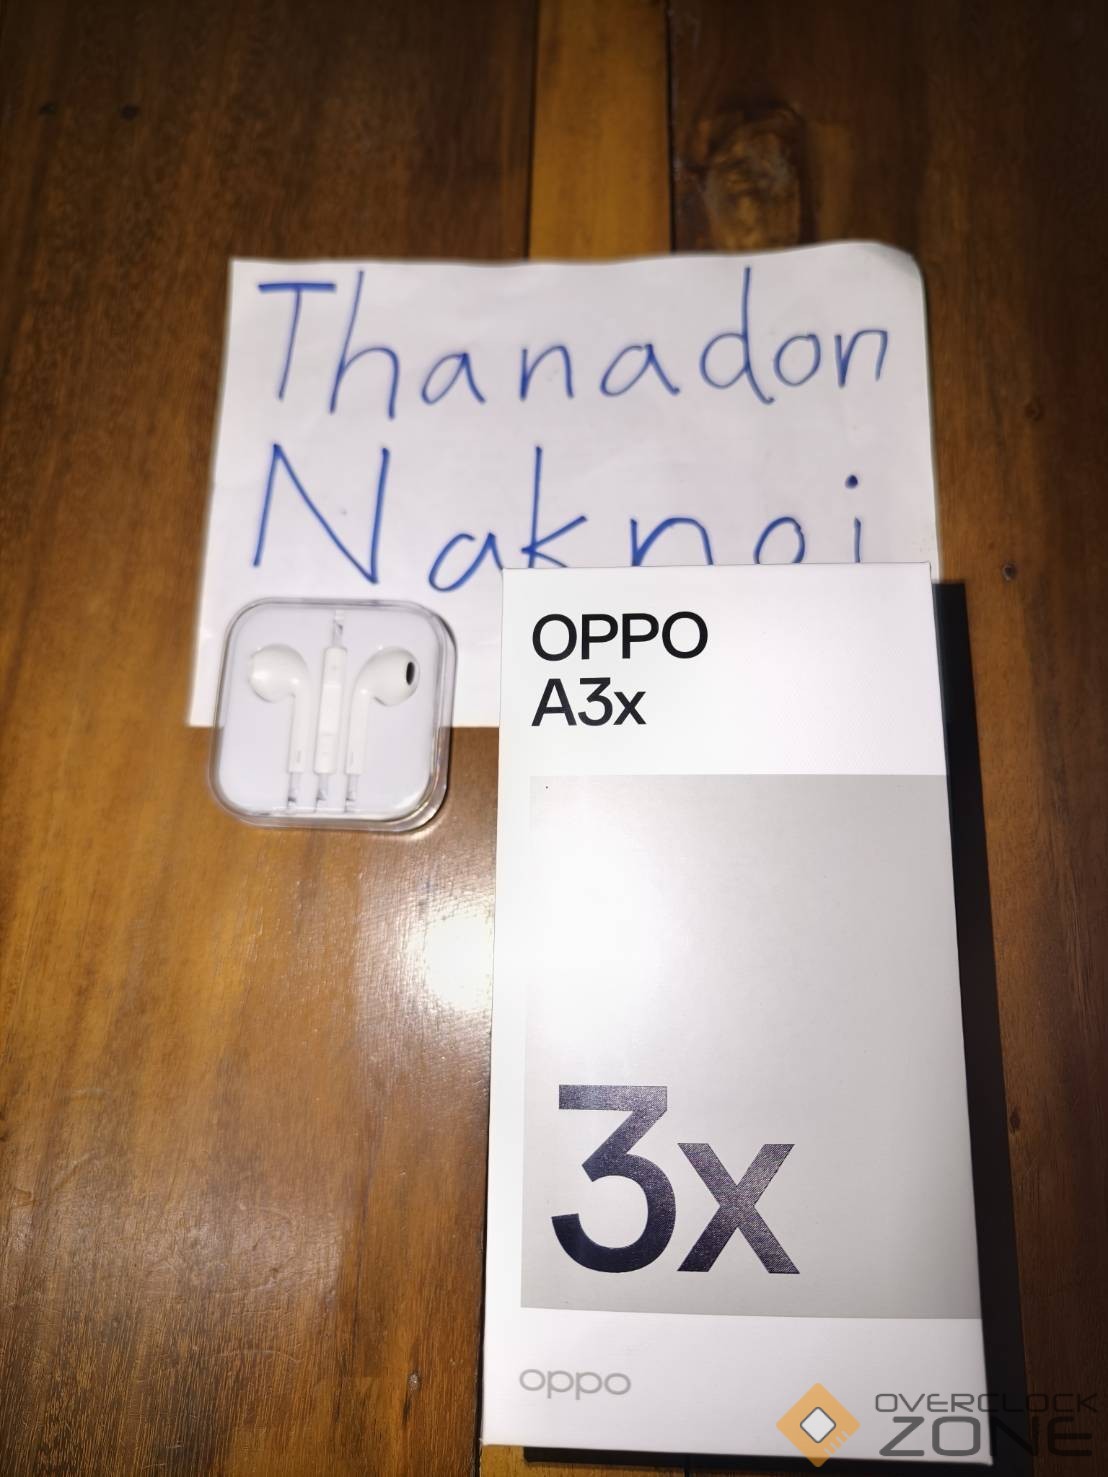 Thanadon
Naknoi
OPPO
A3x
3x
oppo
OVERCLOCK
ZONE